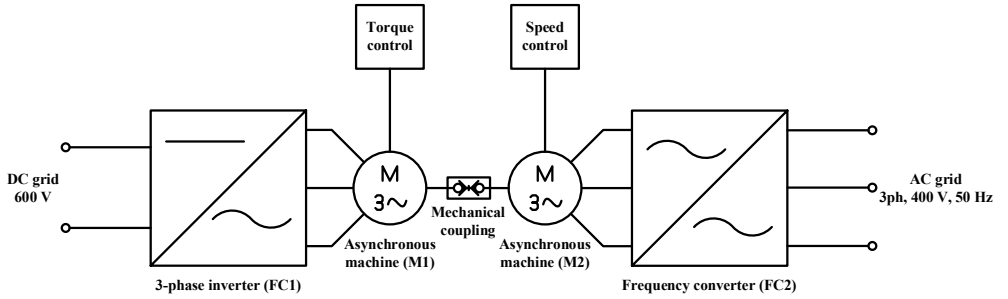 Torque
control
Speed
control
DC grid
600 V
M
3~
M
3~
AC grid
3ph, 400 V, 50 Hz
Mechanical
coupling
Asynchronous
machine (M1)
Asynchronous
machine (M2)
3-phase inverter (FC1)
Frequency converter (FC2)